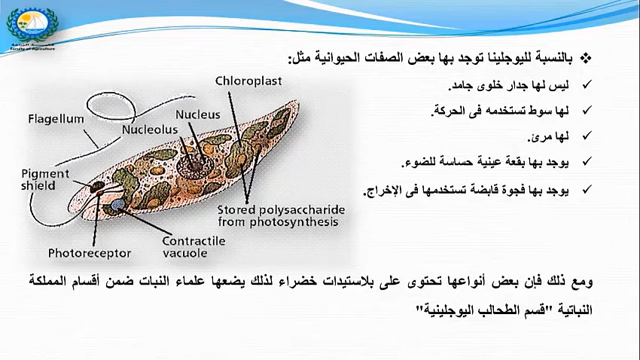 ❖ بالنسبة لليوجلينا توجد بها بعض الصفات الحيوانية مثل:
✓ ليس لها جدار خلوى جامد.
✓ لها سوط تستخدمه فى الحركة.
✓ لها مرئ.
✓ يوجد بها بقعة عينية حساسة للضوء.
✓ يوجد بها فجوة قابضة تستخدمها فى الإخراج.
Chloroplast
Nucleus
Flagellum
Nucleolus
Pigment
shield
Stored polysaccharide
from photosynthesis
Contractile
vacuole
Photoreceptor
ومع ذلك فإن بعض أنواعها تحتوى على بلاستيدات خضراء لذلك يضعها علماء النبات ضمن أقسام المملكة
النباتية "قسم الطحالب اليوجلينية"